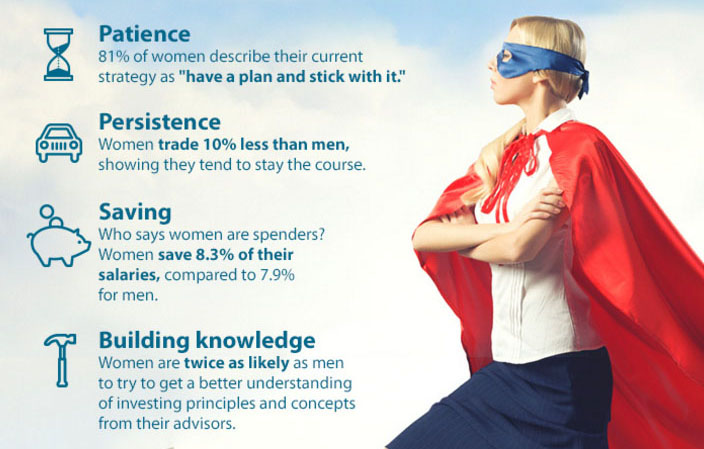 Patience
81% of women describe their current
strategy as "have a plan and stick with it."
Persistence
Women trade 10% less than men,
showing they tend to stay the course.
Saving
Who says women are spenders?
Women save 8.3% of their
salaries, compared to 7.9%
for men.
Building knowledge
Women are twice as likely as men
to try to get a better understanding
of investing principles and concepts
from their advisors.